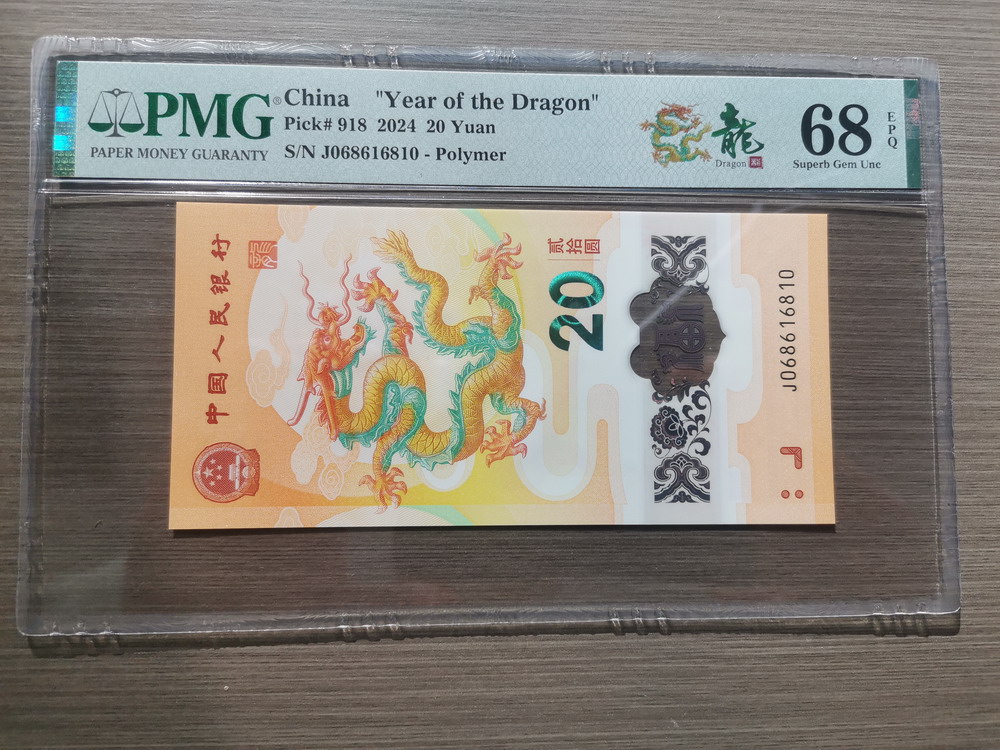 PMG®
PAPER MONEY GUARANTY
China "Year of the Dragon"
Pick# 918 2024 20 Yuan
S/N J068616810 - Polymer
龍
Dragon
68
EPQ
Superb Gem Unc
中国人民银行
贰拾圆
20
J068616810